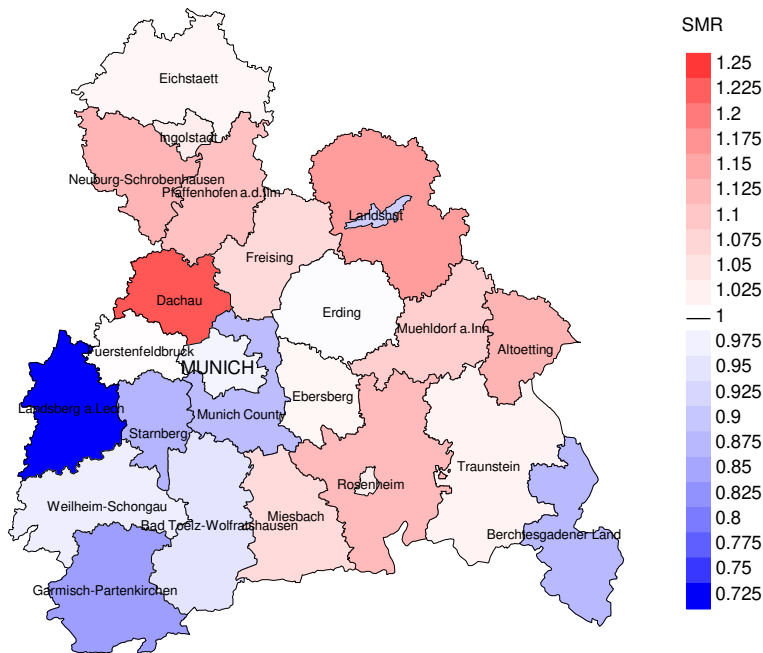 SMR
1.25
1.225
1.2
1.175
1.15
1.125
1.1
1.075
1.05
1.025
1
0.975
0.95
0.925
0.9
0.875
0.85
0.825
0.8
0.775
0.75
0.725
Eichstaett
Ingolstadt
Neuburg-Schrobenhausen
Pfaffenhofen a.d.Ilm
Landshut
Freising
Dachau
Erding
Muehldorf a.Inn
Altoetting
Fuerstenfeldbruck
MUNICH
Ebersberg
Landsberg a.Lech
Munich County
Starnberg
Traunstein
Rosenheim
Weilheim-Schongau
Miesbach
Bad Toelz-Wolfratshausen
Berchtesgadener Land
Garmisch-Partenkirchen